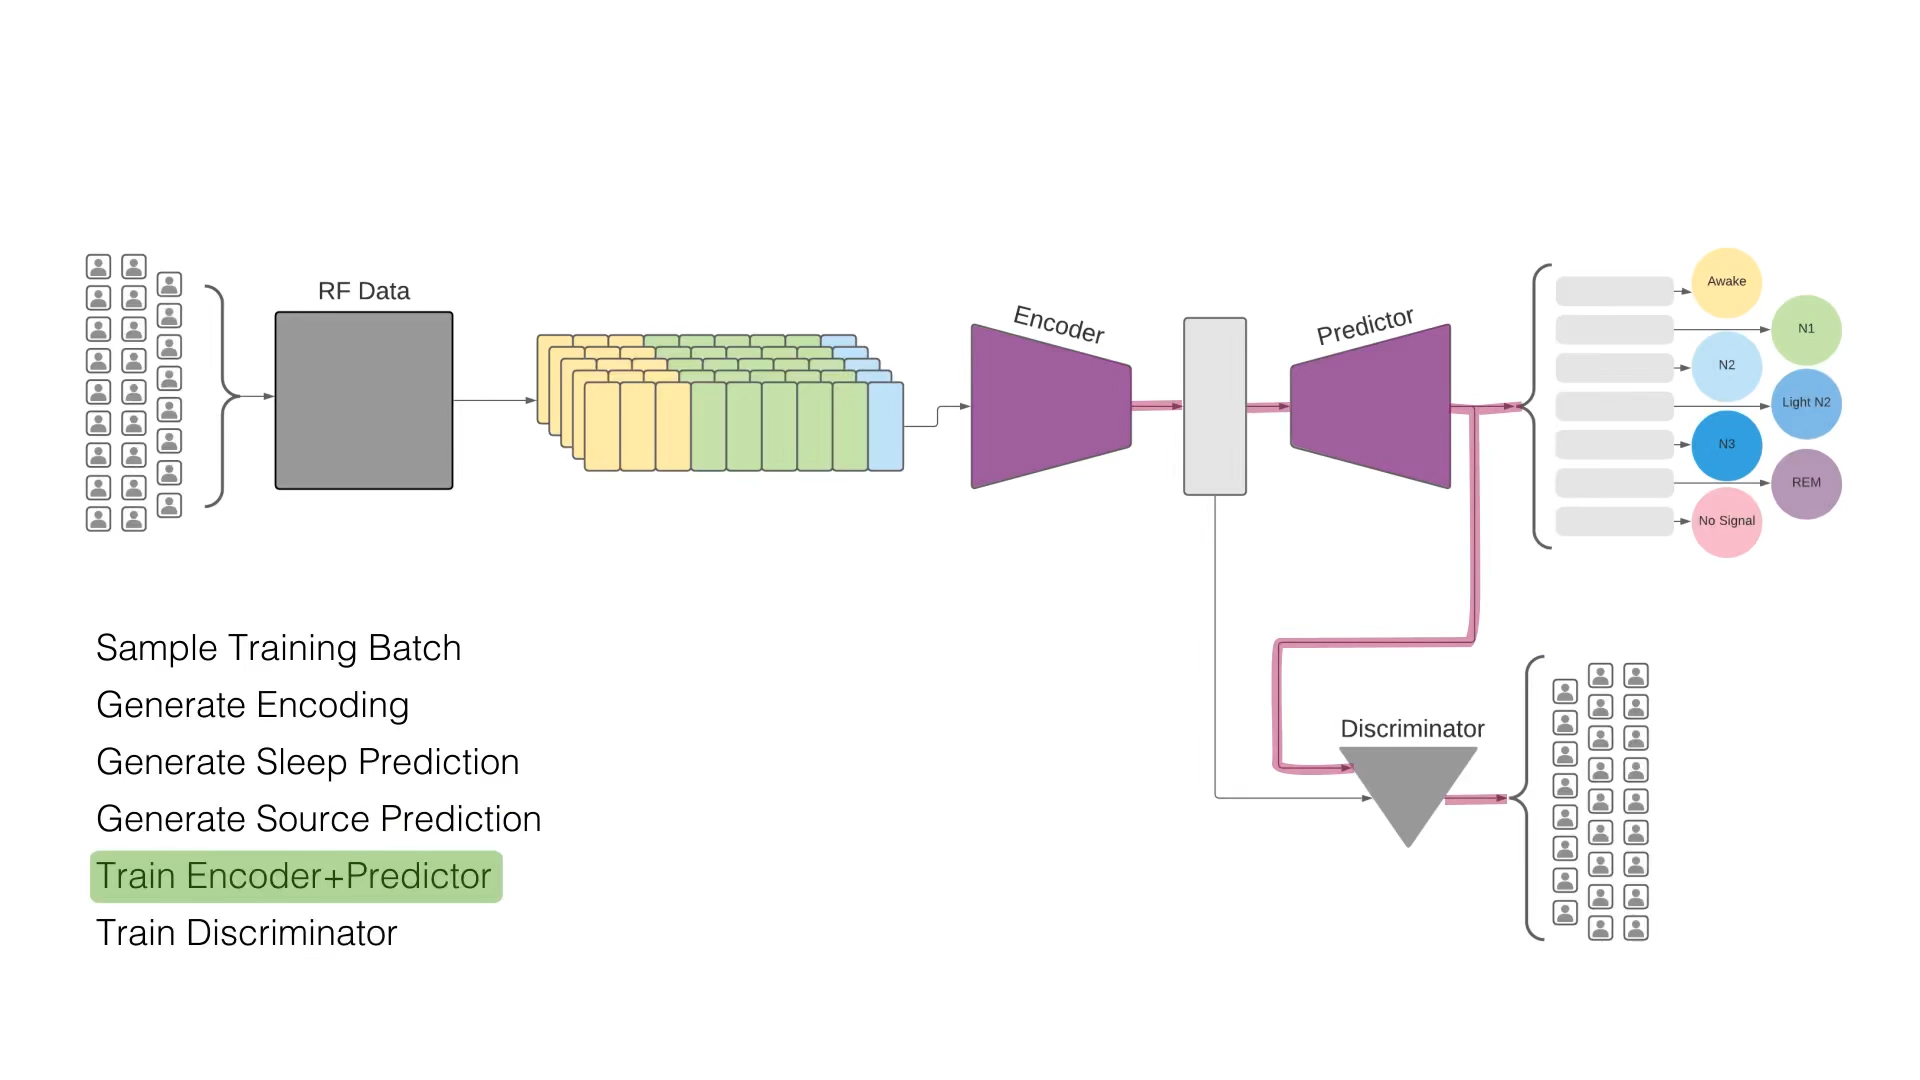 RF Data
Encoder
Predictor
Awake
N1
N2
Light N2
N3
REM
No Signal
Discriminator
Sample Training Batch
Generate Encoding
Generate Sleep Prediction
Generate Source Prediction
Train Encoder+Predictor
Train Discriminator